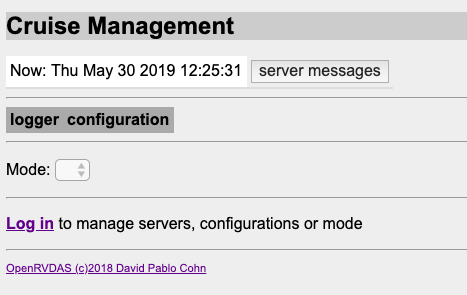 Cruise Management
Now: Thu May 30 2019 12:25:31 server messages
logger configuration
Mode:
Log in to manage servers, configurations or mode
OpenRVDAS (c)2018 David Pablo Cohn